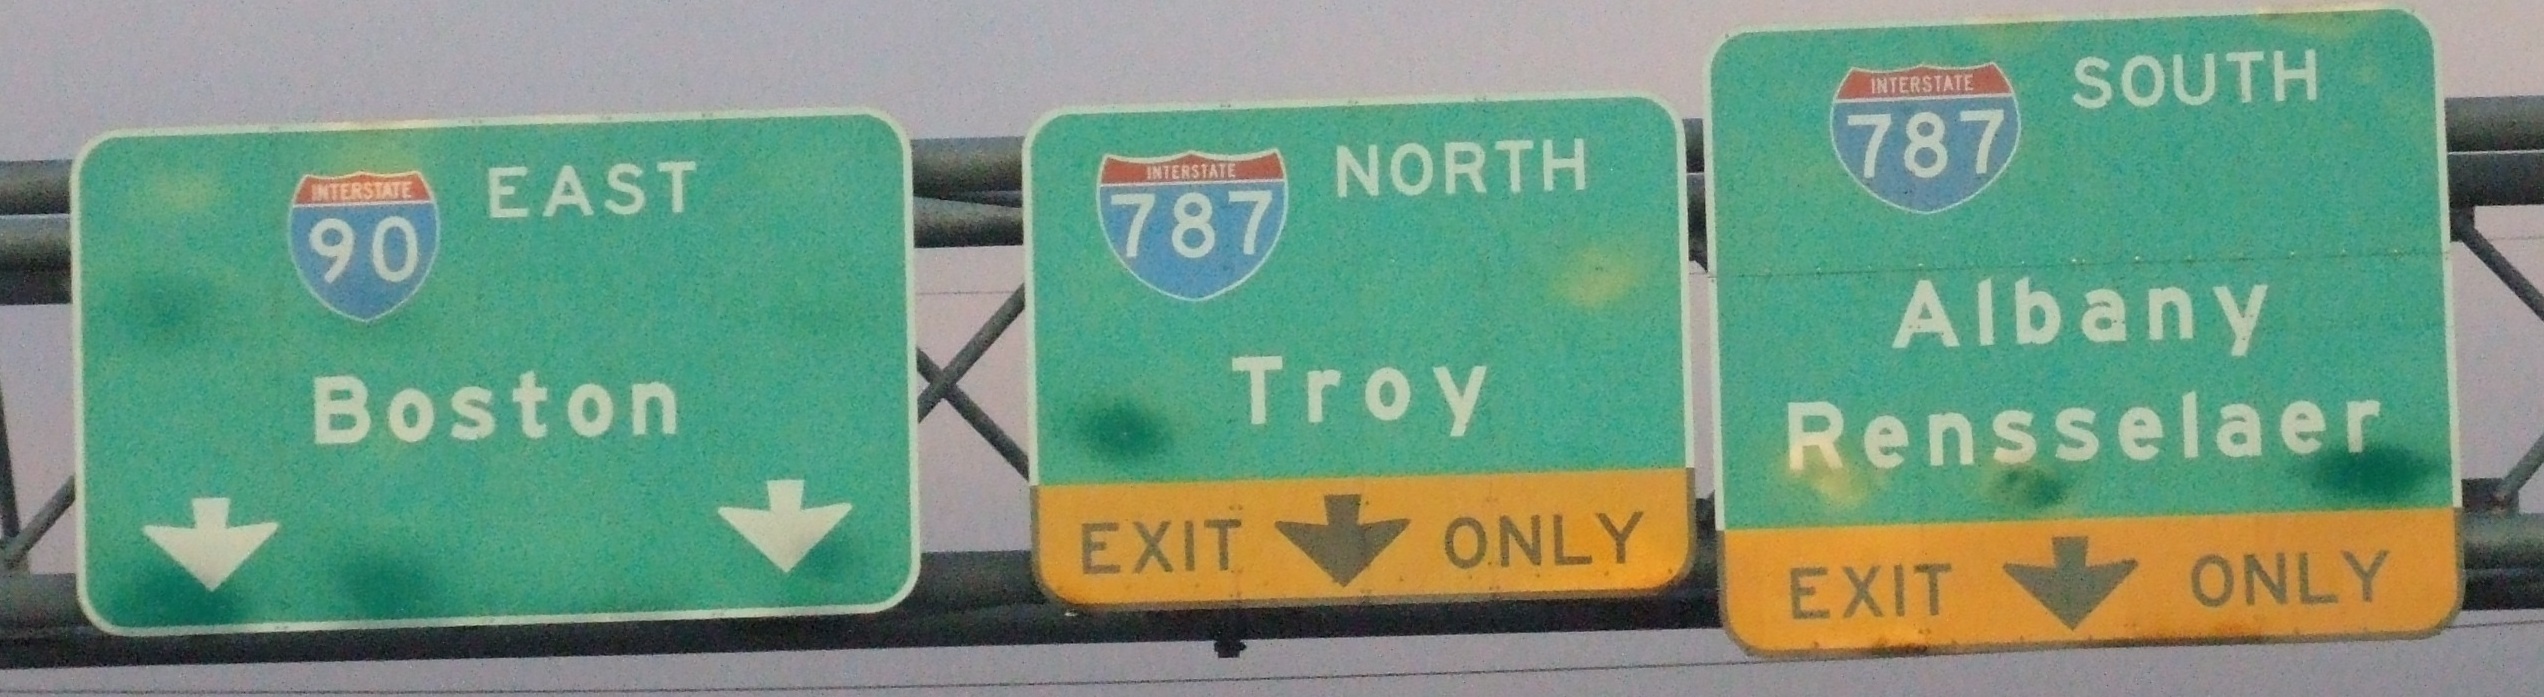 INTERSTATE
90 EAST
Boston
INTERSTATE
787 NORTH
Troy
EXIT ONLY
INTERSTATE
787 SOUTH
Albany
Rensselaer
EXIT ONLY